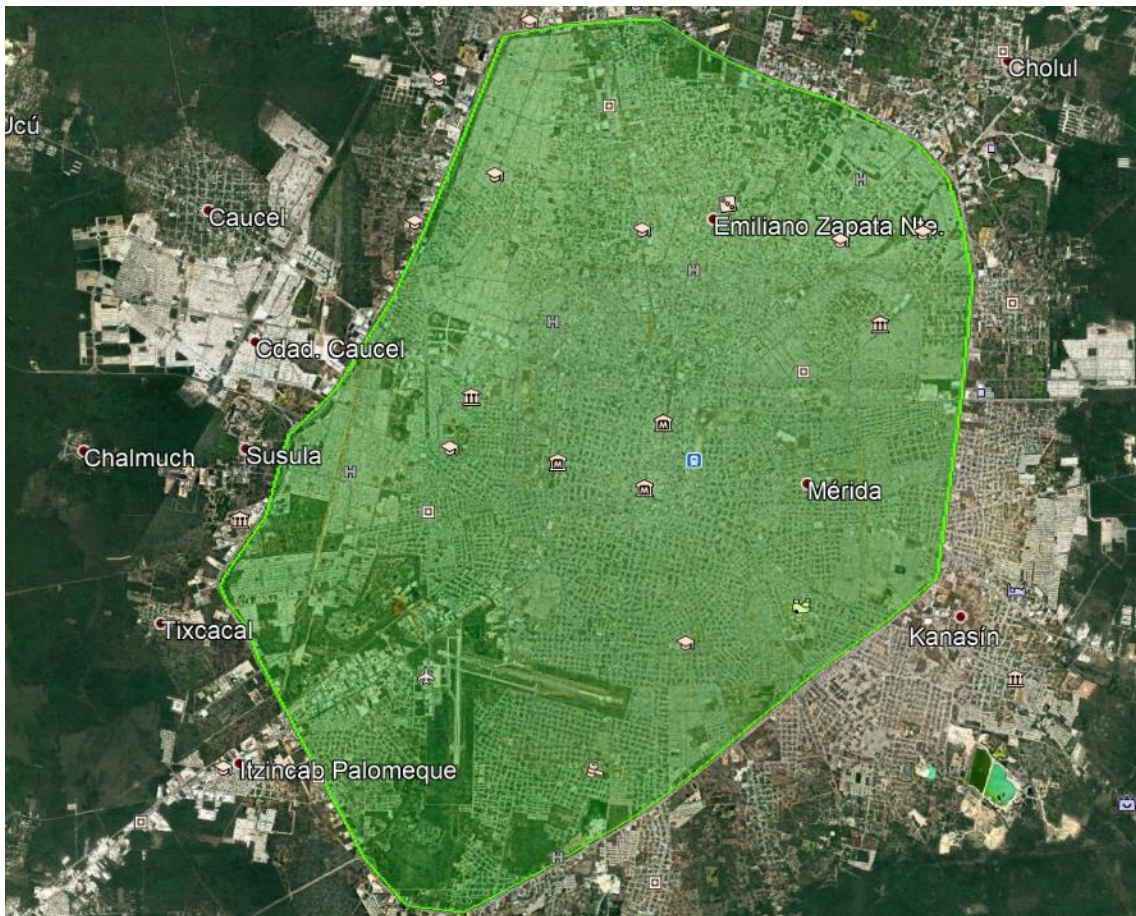 Cholul
Ucú
Caucel
Emiliano Zapata Nte.
Cdad. Caucel
Chalmuch
Susula
Mérida
Tixcacal
Kanasín
Itzincab Palomeque